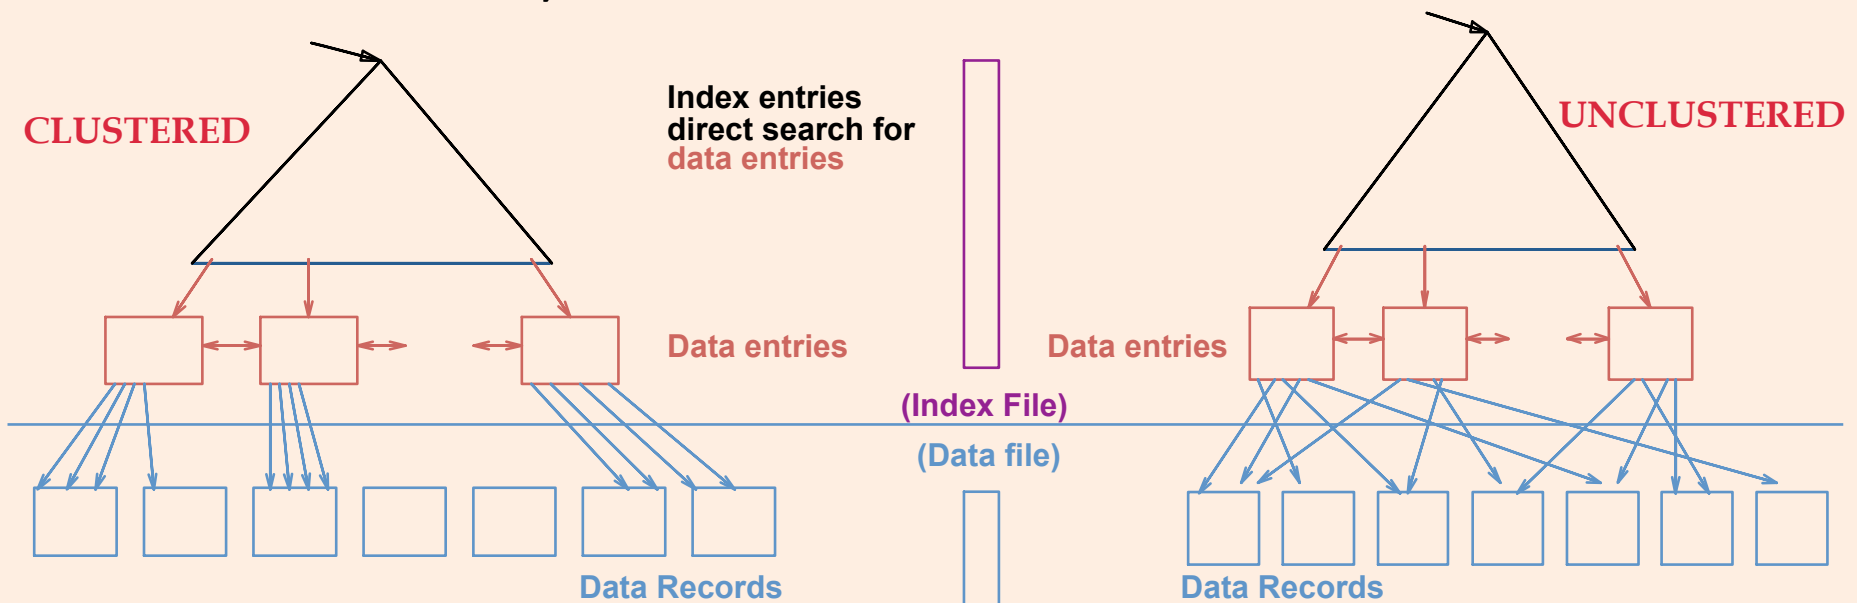 CLUSTERED
Index entries
direct search for
data entries
UNCLUSTERED
Data entries
Data entries
(Index File)
(Data file)
Data Records
Data Records